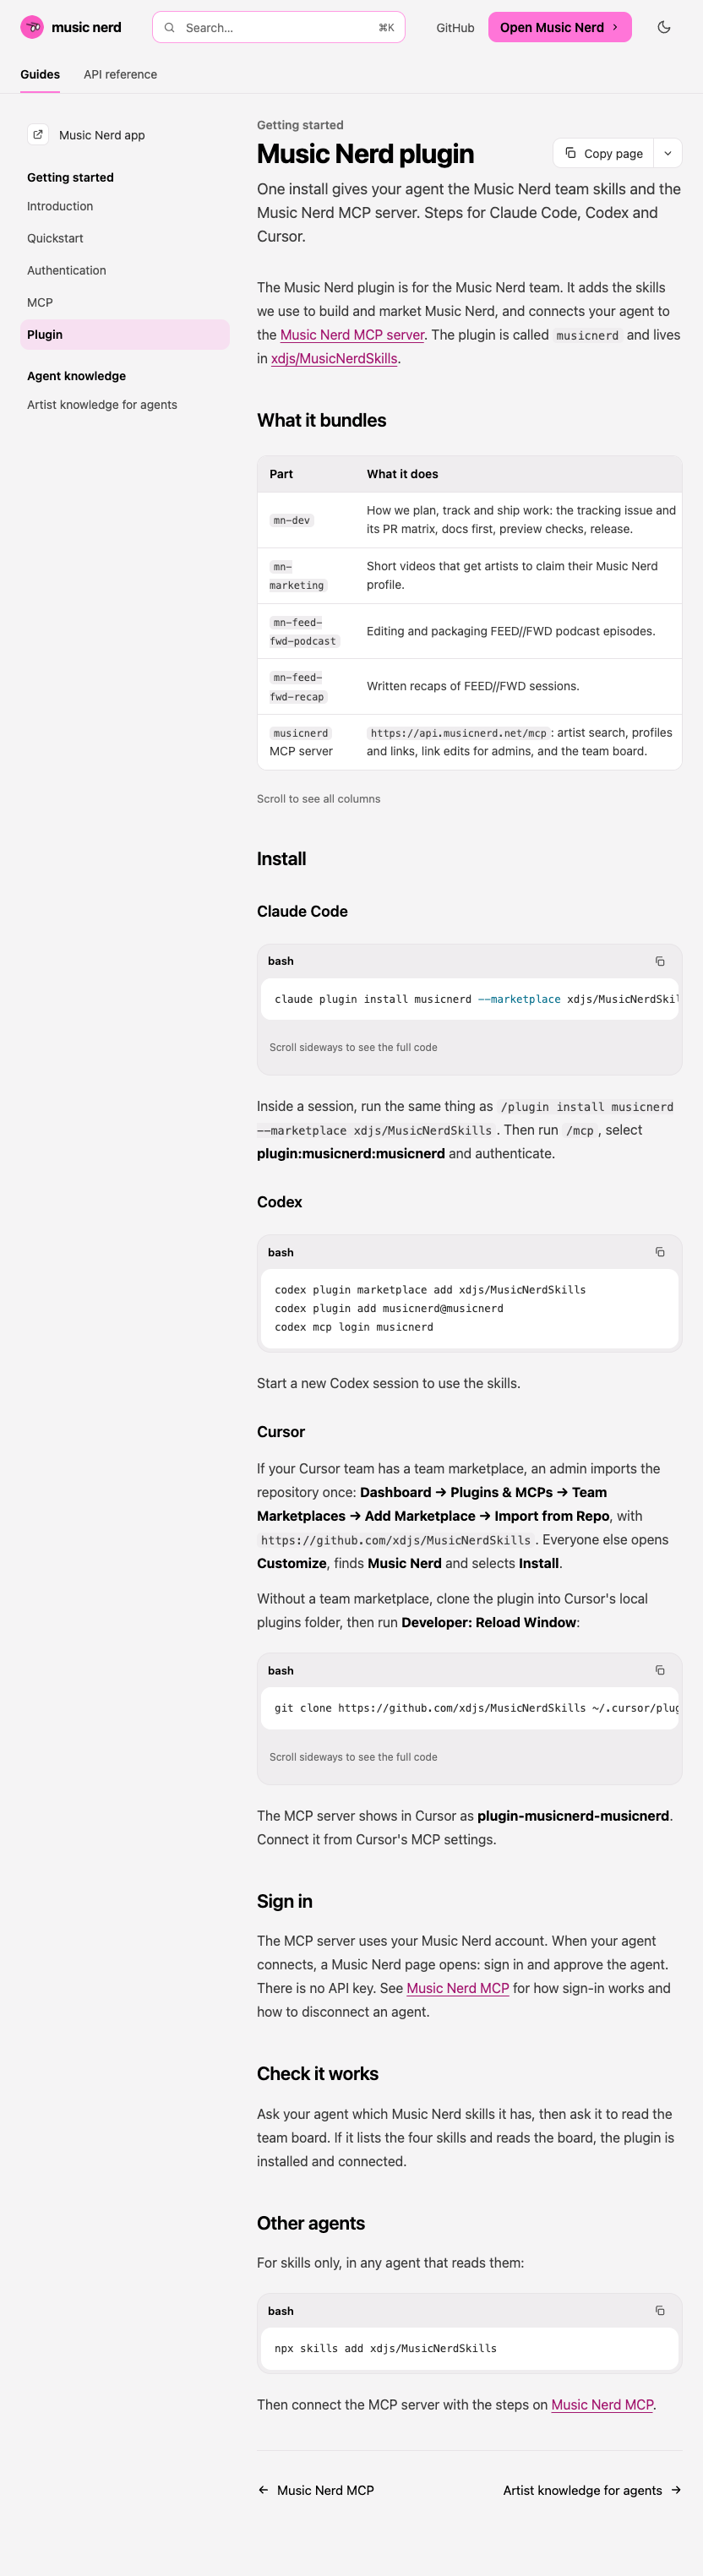 music nerd
Search...
⌘K
GitHub
Open Music Nerd
Guides
API reference
Music Nerd app
Getting started
Introduction
Quickstart
Authentication
MCP
Plugin
Agent knowledge
Artist knowledge for agents
Getting started
Music Nerd plugin
Copy page
One install gives your agent the Music Nerd team skills and the
Music Nerd MCP server. Steps for Claude Code, Codex and
Cursor.
The Music Nerd plugin is for the Music Nerd team. It adds the skills
we use to build and market Music Nerd, and connects your agent to
the Music Nerd MCP server. The plugin is called musicnerd and lives
in xdjs/MusicNerdSkills.
What it bundles
Part
What it does
mn-dev
How we plan, track and ship work: the tracking issue and
its PR matrix, docs first, preview checks, release.
mn-
marketing
Short videos that get artists to claim their Music Nerd
profile.
mn-feed-
fwd-podcast
Editing and packaging FEED//FWD podcast episodes.
mn-feed-
fwd-recap
Written recaps of FEED//FWD sessions.
musicnerd
MCP server
https://api.musicnerd.net/mcp: artist search, profiles
and links, link edits for admins, and the team board.
Scroll to see all columns
Install
Claude Code
bash
claude plugin install musicnerd --marketplace xdjs/MusicNerdSkil
Scroll sideways to see the full code
Inside a session, run the same thing as /plugin install musicnerd
--marketplace xdjs/MusicNerdSkills. Then run /mcp, select
plugin:musicnerd:musicnerd and authenticate.
Codex
bash
codex plugin marketplace add xdjs/MusicNerdSkills
codex plugin add musicnerd@musicnerd
codex mcp login musicnerd
Start a new Codex session to use the skills.
Cursor
If your Cursor team has a team marketplace, an admin imports the
repository once: Dashboard → Plugins & MCPs → Team
Marketplaces → Add Marketplace → Import from Repo, with
https://github.com/xdjs/MusicNerdSkills. Everyone else opens
Customize, finds Music Nerd and selects Install.
Without a team marketplace, clone the plugin into Cursor's local
plugins folder, then run Developer: Reload Window:
bash
git clone https://github.com/xdjs/MusicNerdSkills ~/.cursor/plug
Scroll sideways to see the full code
The MCP server shows in Cursor as plugin-musicnerd-musicnerd.
Connect it from Cursor's MCP settings.
Sign in
The MCP server uses your Music Nerd account. When your agent
connects, a Music Nerd page opens: sign in and approve the agent.
There is no API key. See Music Nerd MCP for how sign-in works and
how to disconnect an agent.
Check it works
Ask your agent which Music Nerd skills it has, then ask it to read the
team board. If it lists the four skills and reads the board, the plugin is
installed and connected.
Other agents
For skills only, in any agent that reads them:
bash
npx skills add xdjs/MusicNerdSkills
Then connect the MCP server with the steps on Music Nerd MCP.
← Music Nerd MCP
Artist knowledge for agents →